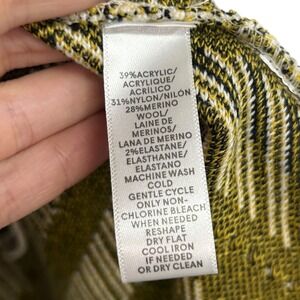 39%ACRYLIC/
ACRYLIQUE/
ACRÍLICO
31%NYLON/NILÓN
28%MERINO
WOOL/
LAINE DE
MERINOS/
LANA DE MERINO
2%ELASTANE/
ELASTHANNE/
ELASTANO
MACHINE WASH
COLD
GENTLE CYCLE
ONLY NON-
CHLORINE BLEACH
WHEN NEEDED
RESHAPE
DRY FLAT
COOL IRON
IF NEEDED
OR DRY CLEAN